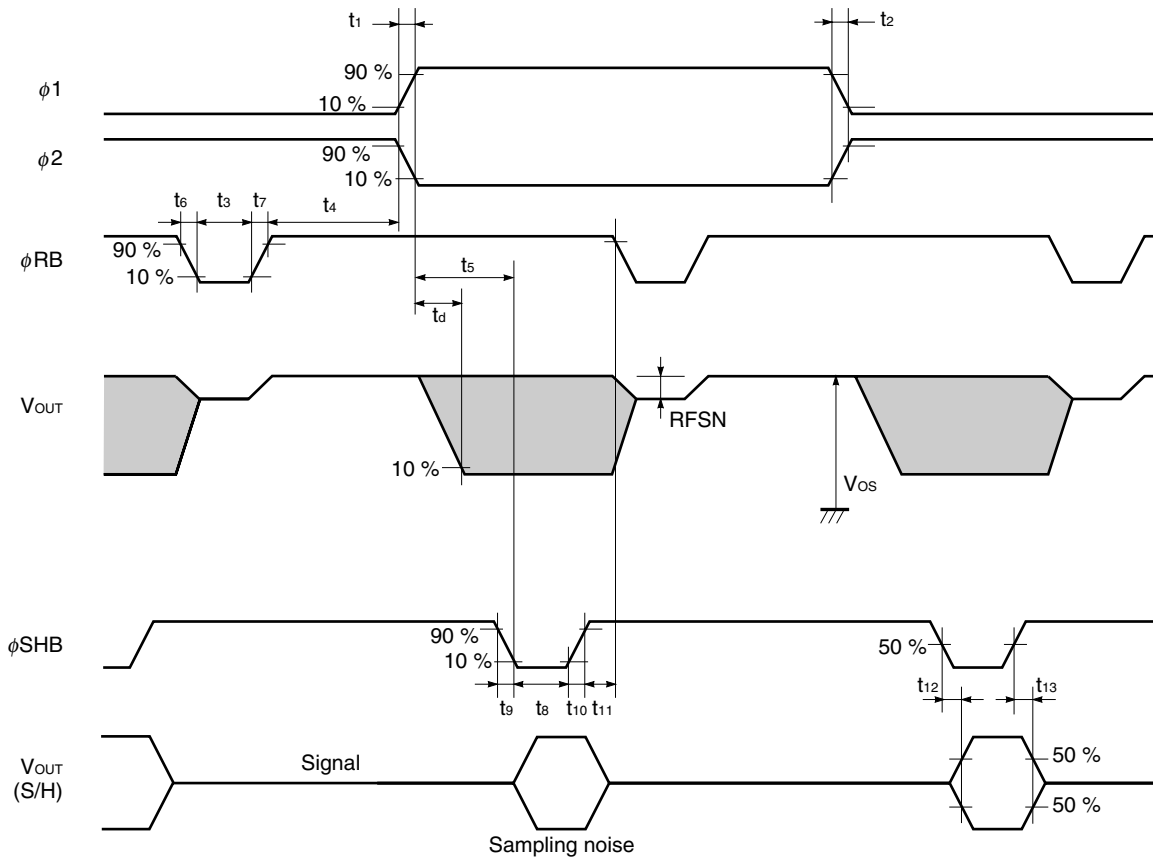 t1
t2
90 %
ϕ1
10 %
90 %
ϕ2
10 %
t6
t3
t7
t4
ϕRB
90 %
10 %
t5
td
VOUT
RFSN
10 %
VOS
ϕSHB
90 %
10 %
50 %
t9
t8
t10
t11
t12
t13
VOUT
(S/H)
Signal
50 %
50 %
Sampling noise